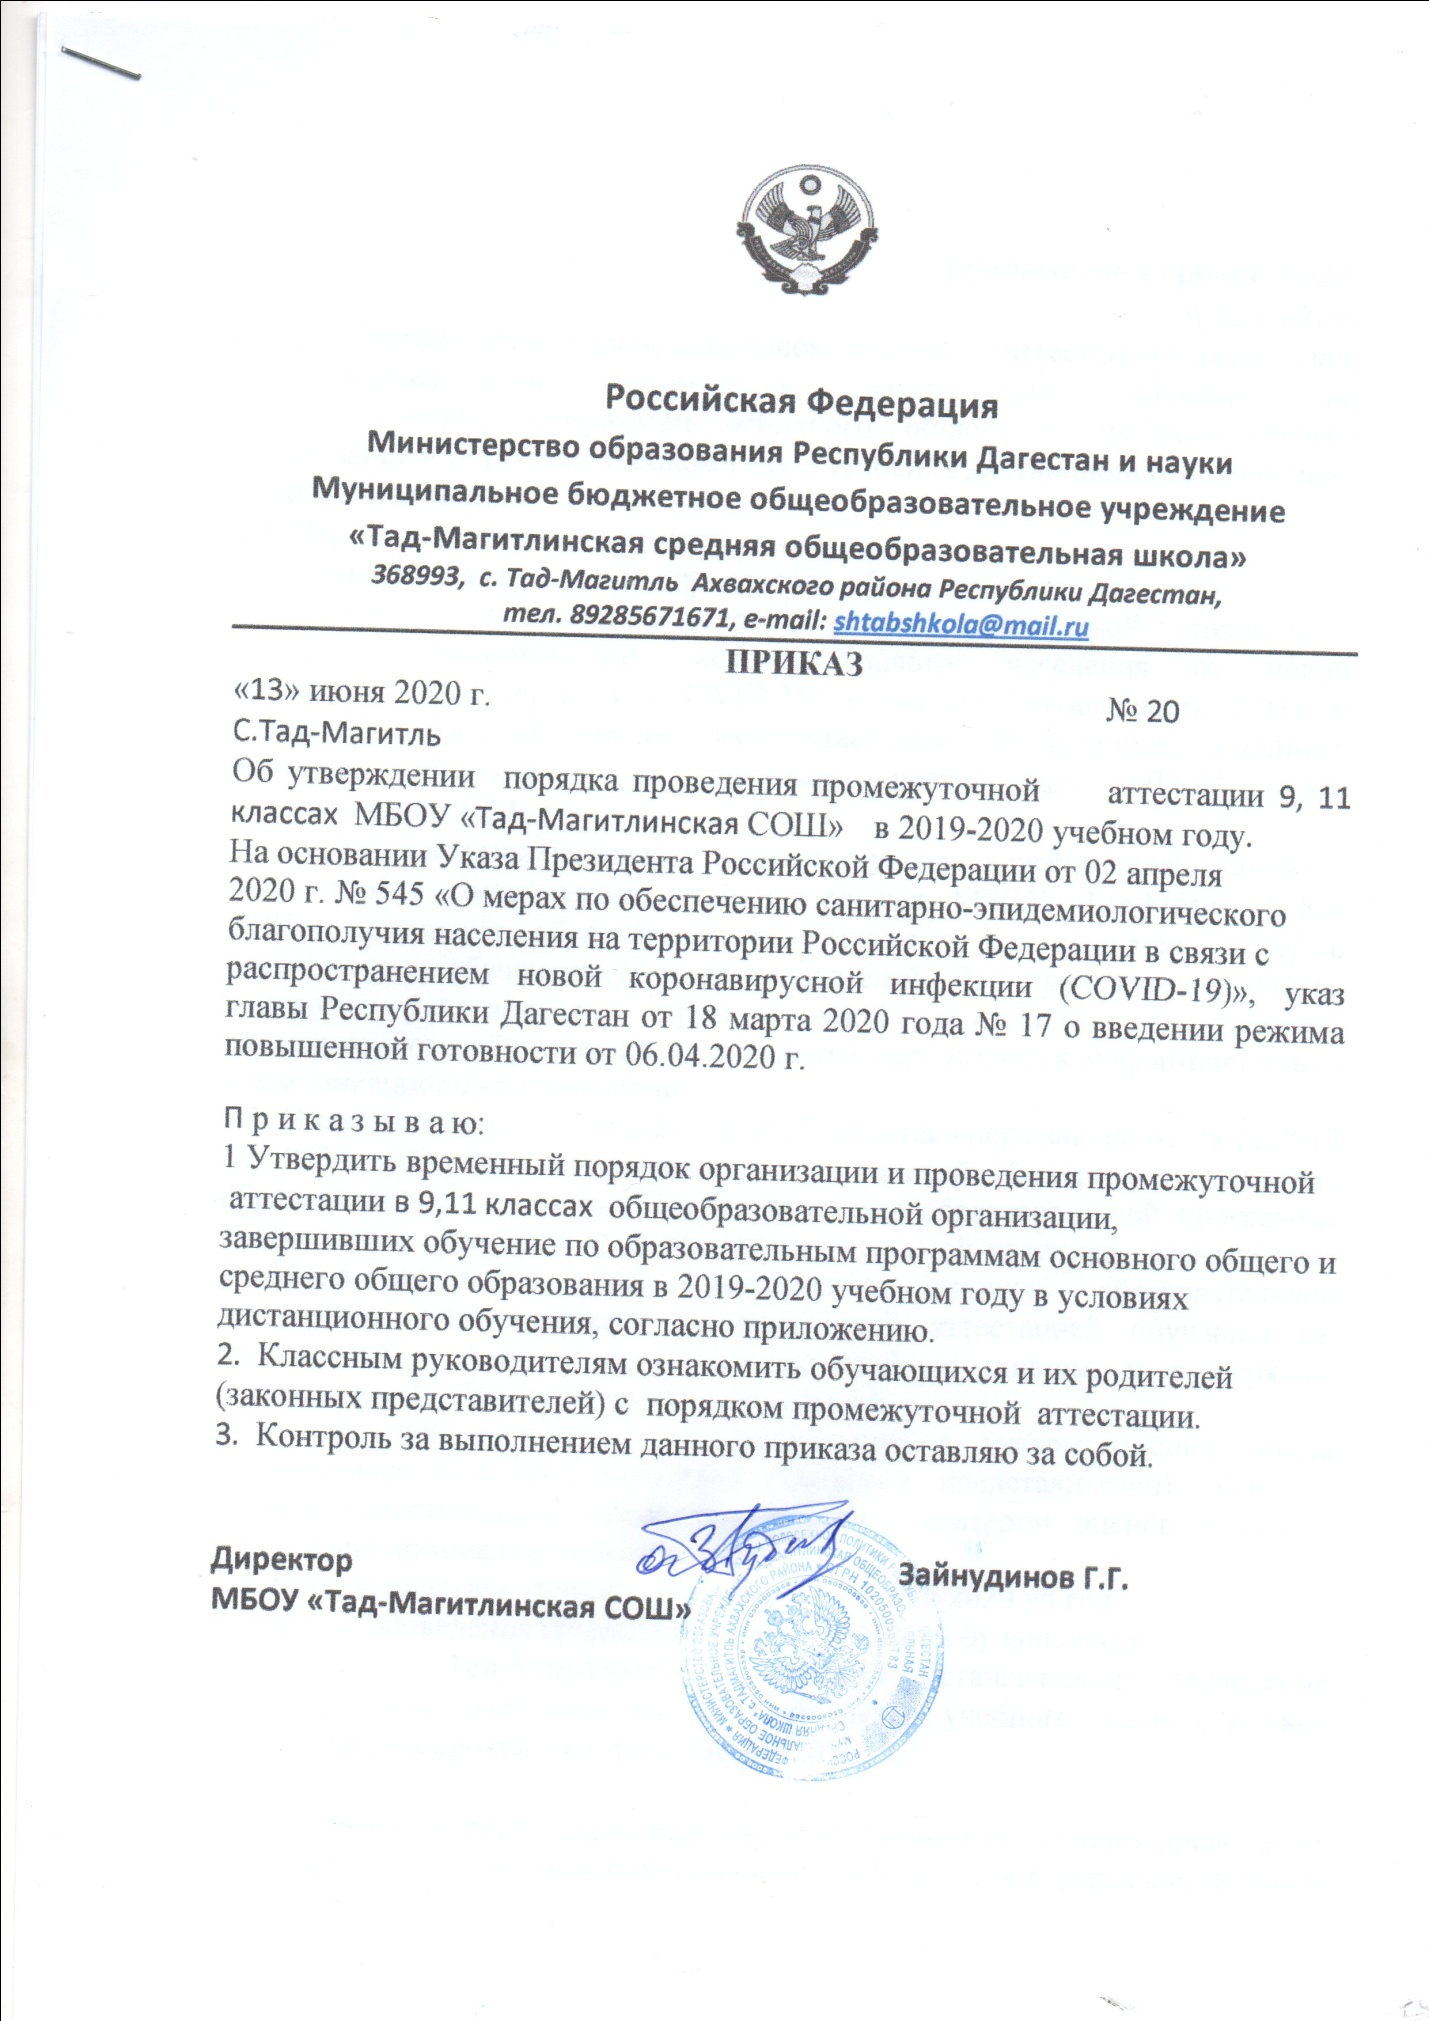 Российская Федерация
Министерство образования Республики Дагестан и науки
Муниципальное бюджетное общеобразовательное учреждение
«Тад-Магитлинская средняя общеобразовательная школа»
368993, с. Тад-Магитль Ахвахского района Республики Дагестан,
тел. 89285671671, e-mail: shtabshkola@mail.ru
ПРИКАЗ
«13» июня 2020 г. № 20
С.Тад-Магитль
Об утверждении порядка проведения промежуточной аттестации 9, 11
классах МБОУ «Тад-Магитлинская СОШ» в 2019-2020 учебном году.
На основании Указа Президента Российской Федерации от 02 апреля
2020 г. № 545 «О мерах по обеспечению санитарно-эпидемиологического
благополучия населения на территории Российской Федерации в связи с
распространением новой коронавирусной инфекции (COVID-19)», указ
главы Республики Дагестан от 18 марта 2020 года № 17 о введении режима
повышенной готовности от 06.04.2020 г.
П р и к а з ы в а ю:
1 Утвердить временный порядок организации и проведения промежуточной
аттестации в 9,11 классах общеобразовательной организации,
завершивших обучение по образовательным программам основного общего и
среднего общего образования в 2019-2020 учебном году в условиях
дистанционного обучения, согласно приложению.
2. Классным руководителям ознакомить обучающихся и их родителей
(законных представителей) с порядком промежуточной аттестации.
3. Контроль за выполнением данного приказа оставляю за собой.
Директор Зайнудинов Г.Г.
МБОУ «Тад-Магитлинская СОШ»